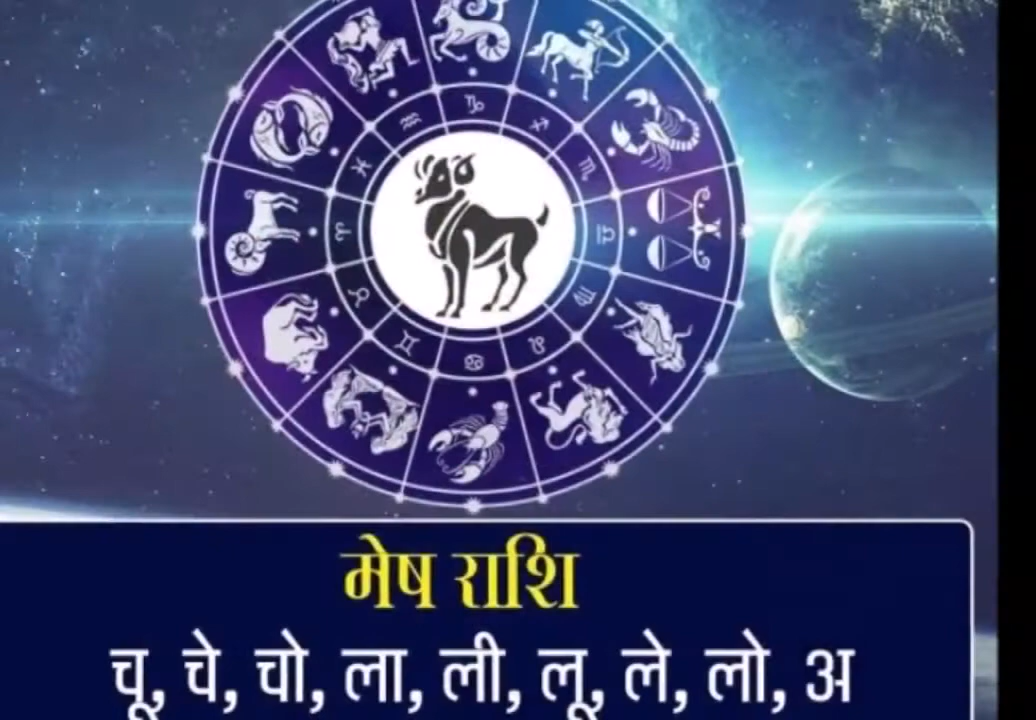 मेष राशि
चू, चे, चो, ला, ली, लू, ले, लो, अ